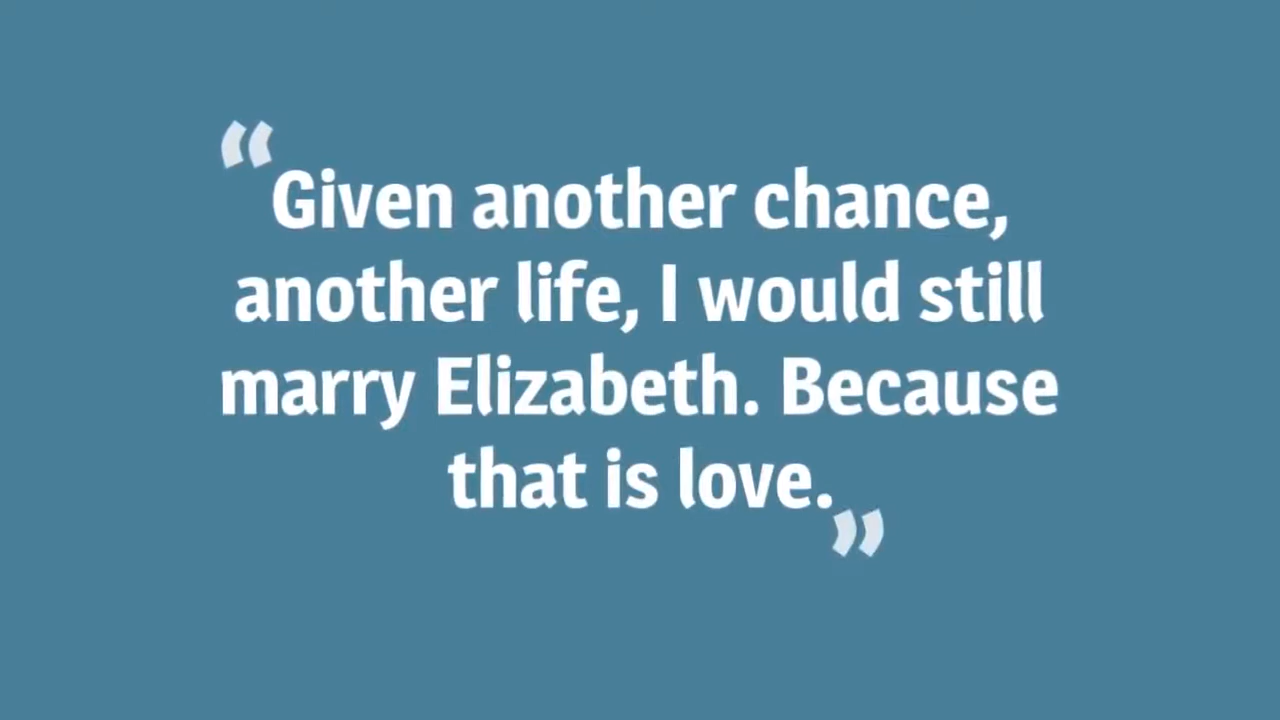 “Given another chance,
another life, I would still
marry Elizabeth. Because
that is love.”